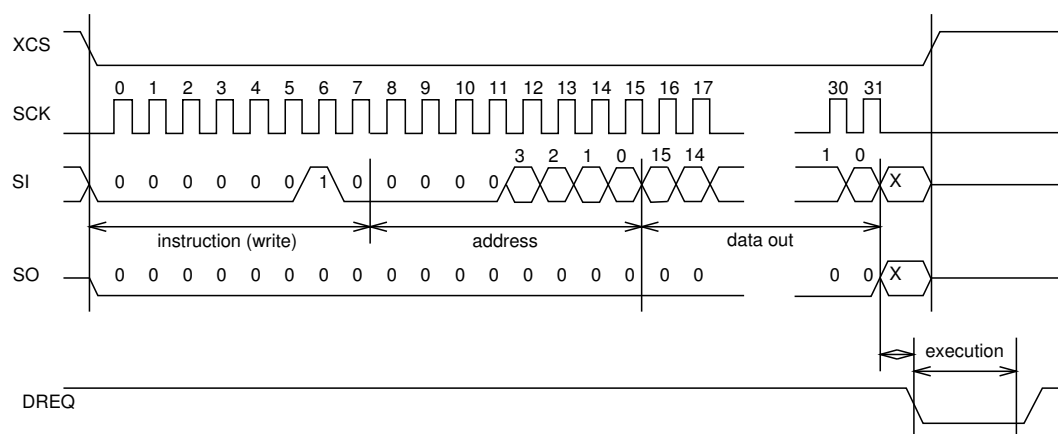 XCS
0 1 2 3 4 5 6 7 8 9 10 11 12 13 14 15 16 17 30 31
SCK
3 2 1 0 15 14 1 0
SI 0 0 0 0 0 0 1 0 0 0 0 0 X
instruction (write) address data out
SO 0 0 0 0 0 0 0 0 0 0 0 0 0 0 0 0 0 0 0 0 X
execution
DREQ